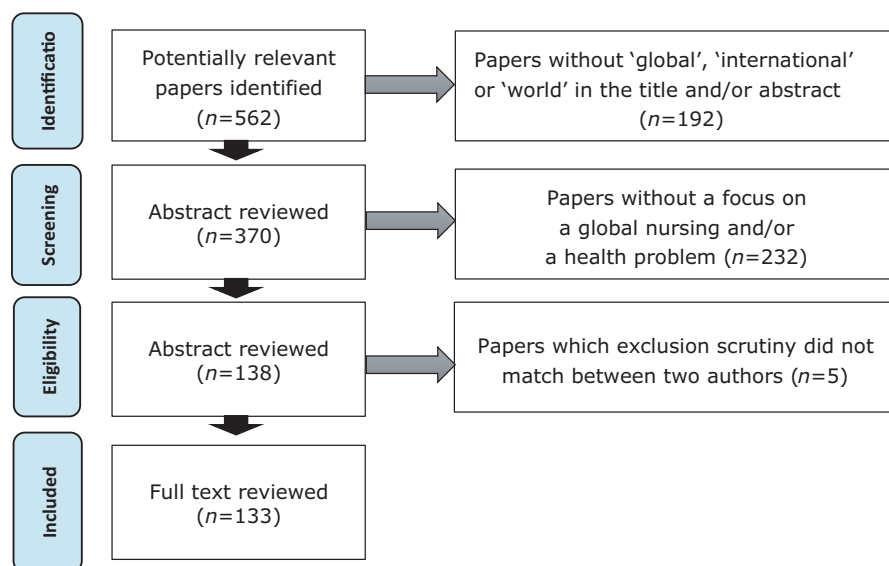 Identificatio
Potentially relevant
papers identified
(n=562)
Papers without ‘global’, ‘international’
or ‘world’ in the title and/or abstract
(n=192)
Screening
Abstract reviewed
(n=370)
Papers without a focus on
a global nursing and/or
a health problem (n=232)
Eligibility
Abstract reviewed
(n=138)
Papers which exclusion scrutiny did not
match between two authors (n=5)
Included
Full text reviewed
(n=133)